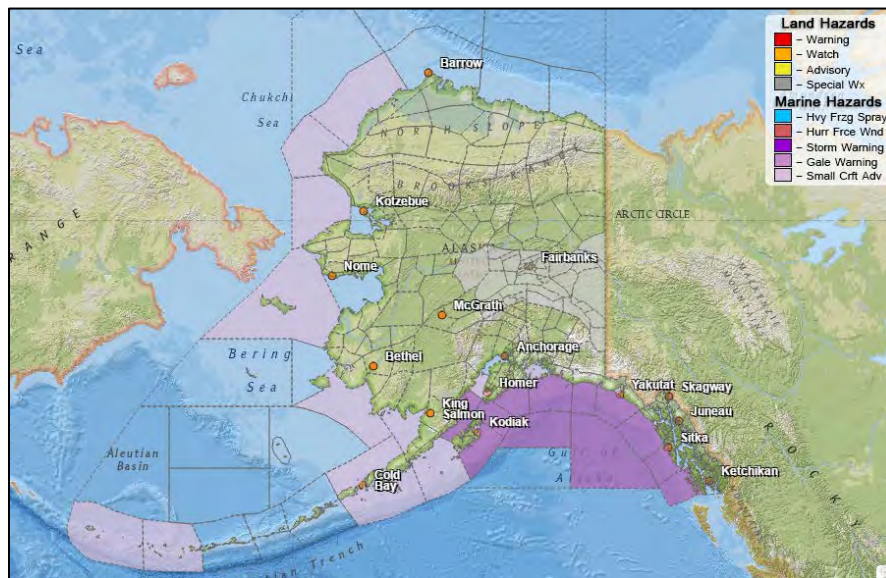 Land Hazards
– Warning
– Watch
– Advisory
– Special Wx
Marine Hazards
– Hvy Frzg Spray
– Hurr Frce Wnd
– Storm Warning
– Gale Warning
– Small Crft Adv
Sea
Barrow
Chukchi
Sea
NORTH SLOPE
BROOKS RANGE
RANGE
Kotzebue
ARCTIC CIRCLE
ALASKA
Fairbanks
Nome
McGrath
Anchorage
Bering
Sea
Bethel
Homer
Yakutat
Skagway
King
Salmon
Juneau
Kodiak
Sitka
Aleutian
Basin
Gulf of
Alaska
Cold
Bay
Ketchikan
ROCKY
Trench